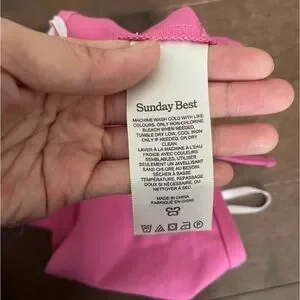 Sunday Best
MACHINE WASH COLD WITH LIKE
COLOURS, ONLY NON-CHLORINE
BLEACH WHEN NEEDED,
TUMBLE DRY LOW, COOL IRON
ONLY IF NEEDED, OR DRY
CLEAN.
LAVER À LA MACHINE À L'EAU
FROIDE AVEC COULEURS
SEMBLABLES, UTILISER
SEULEMENT UN JAVELLISANT
SANS CHLORE AU BESOIN,
SÉCHER À BASSE
TEMPÉRATURE, REPASSAGE
DOUX SI NÉCESSAIRE, OU
NETTOYER À SEC.
MADE IN CHINA
FABRIQUÉ EN CHINE